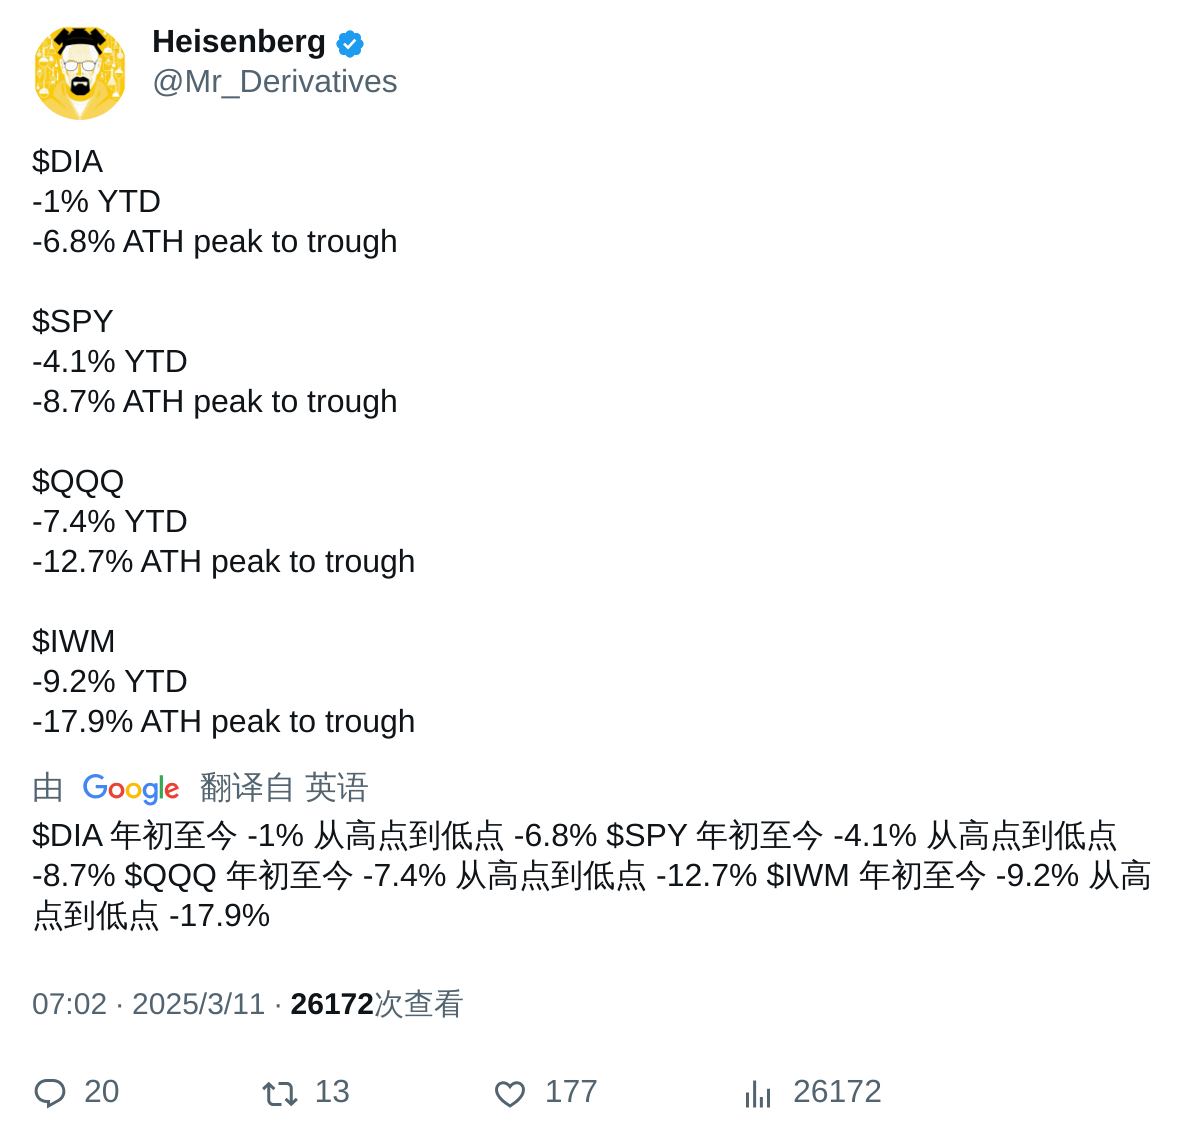 Heisenberg
@Mr_Derivatives
$DIA
-1% YTD
-6.8% ATH peak to trough
$SPY
-4.1% YTD
-8.7% ATH peak to trough
$QQQ
-7.4% YTD
-12.7% ATH peak to trough
$IWM
-9.2% YTD
-17.9% ATH peak to trough
由 Google 翻译自 英语
$DIA 年初至今 -1% 从高点到低点 -6.8% $SPY 年初至今 -4.1% 从高点到低点
-8.7% $QQQ 年初至今 -7.4% 从高点到低点 -12.7% $IWM 年初至今 -9.2% 从高
点到低点 -17.9%
07:02 · 2025/3/11 · 26172次查看
20 13 177 26172